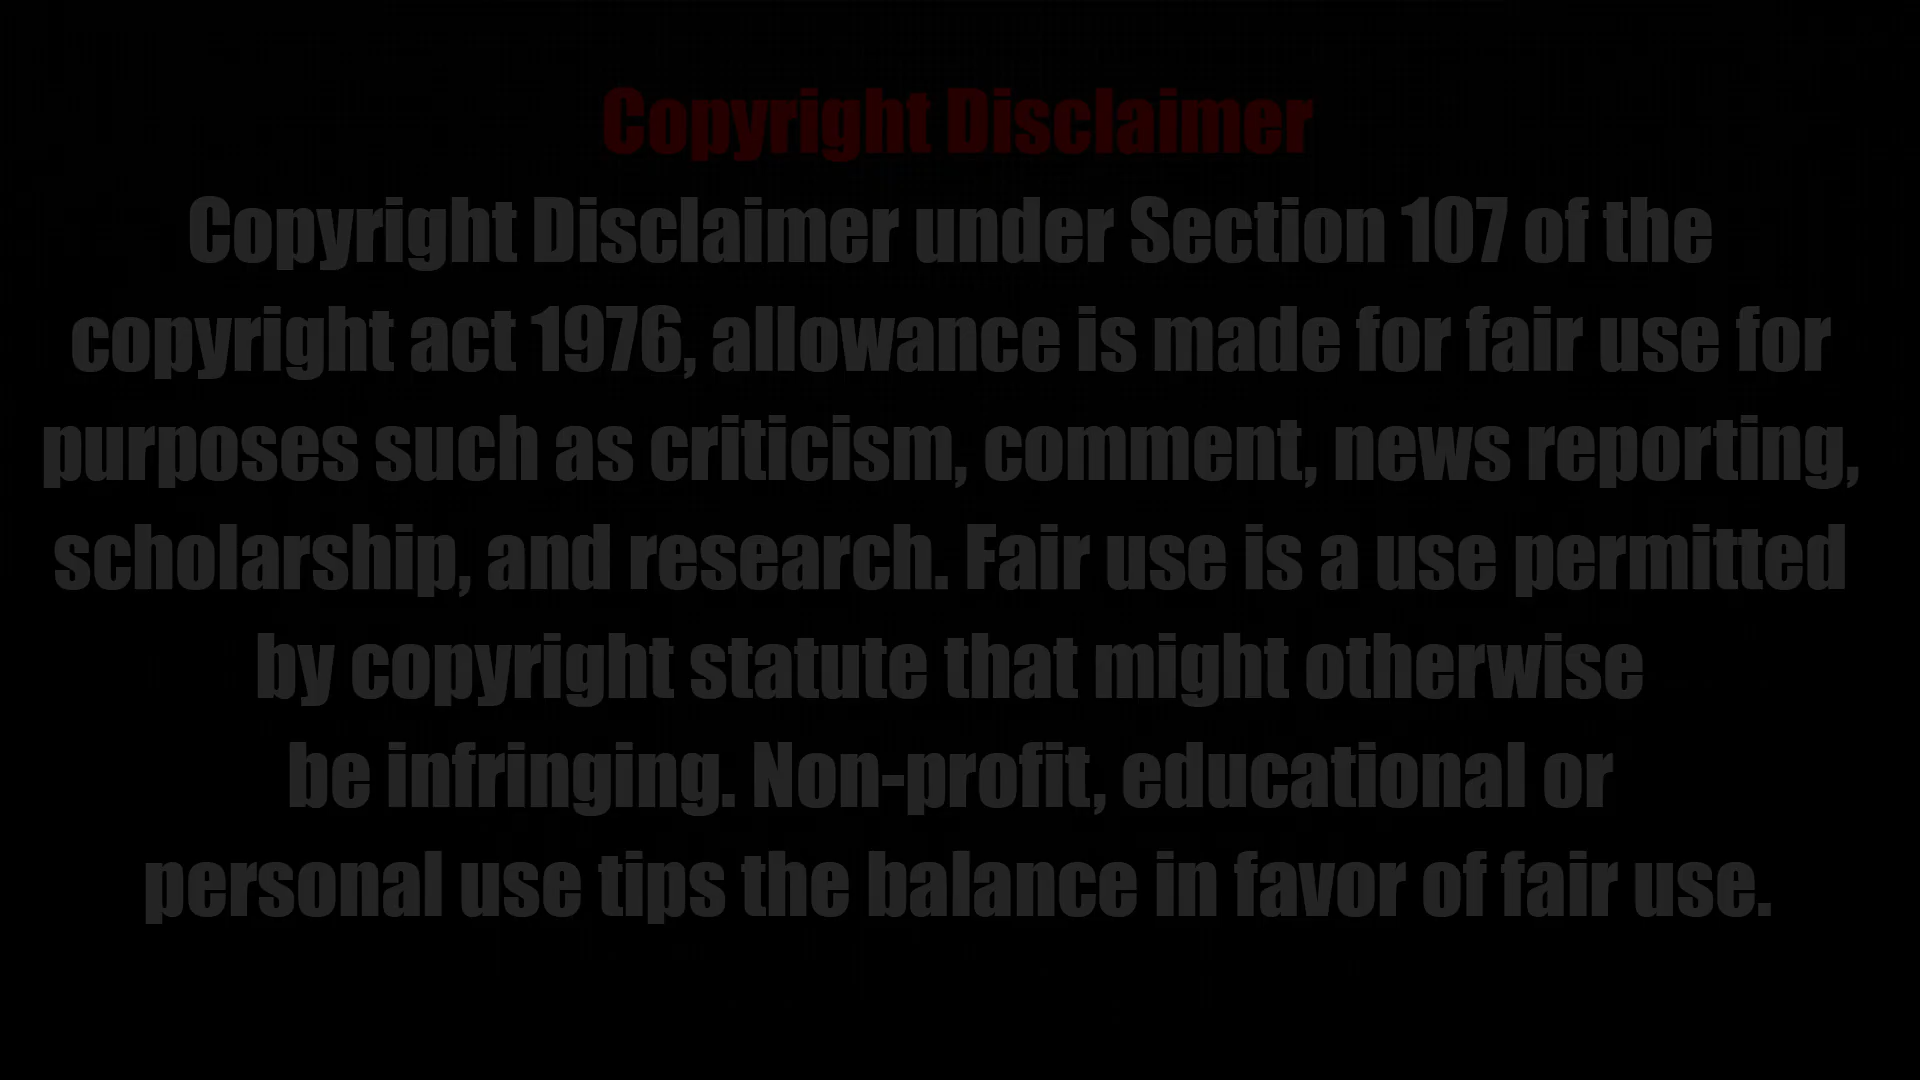 Copyright Disclaimer
Copyright Disclaimer under Section 107 of the
copyright act 1976, allowance is made for fair use for
purposes such as criticism, comment, news reporting,
scholarship, and research. Fair use is a use permitted
by copyright statute that might otherwise
be infringing. Non-profit, educational or
personal use tips the balance in favor of fair use.